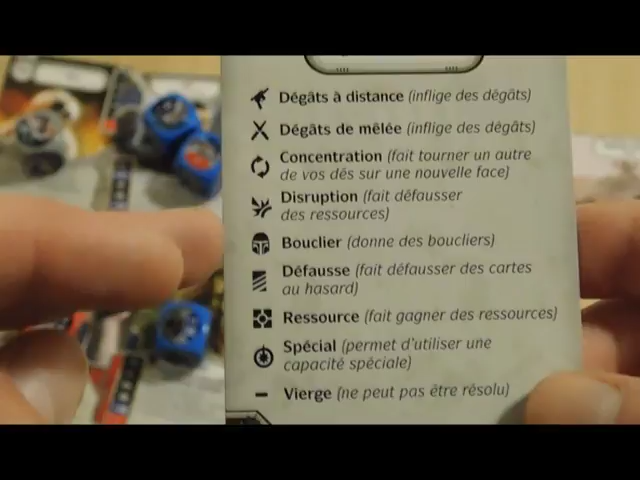 Dégâts à distance (inflige des dégâts)
Dégâts de mêlée (inflige des dégâts)
Concentration (fait tourner un autre
de vos dés sur une nouvelle face)
Disruption (fait défausser
des ressources)
Bouclier (donne des boucliers)
Défausse (fait défausser des cartes
au hasard)
Ressource (fait gagner des ressources)
Spécial (permet d'utiliser une
capacité spéciale)
Vierge (ne peut pas être résolu)